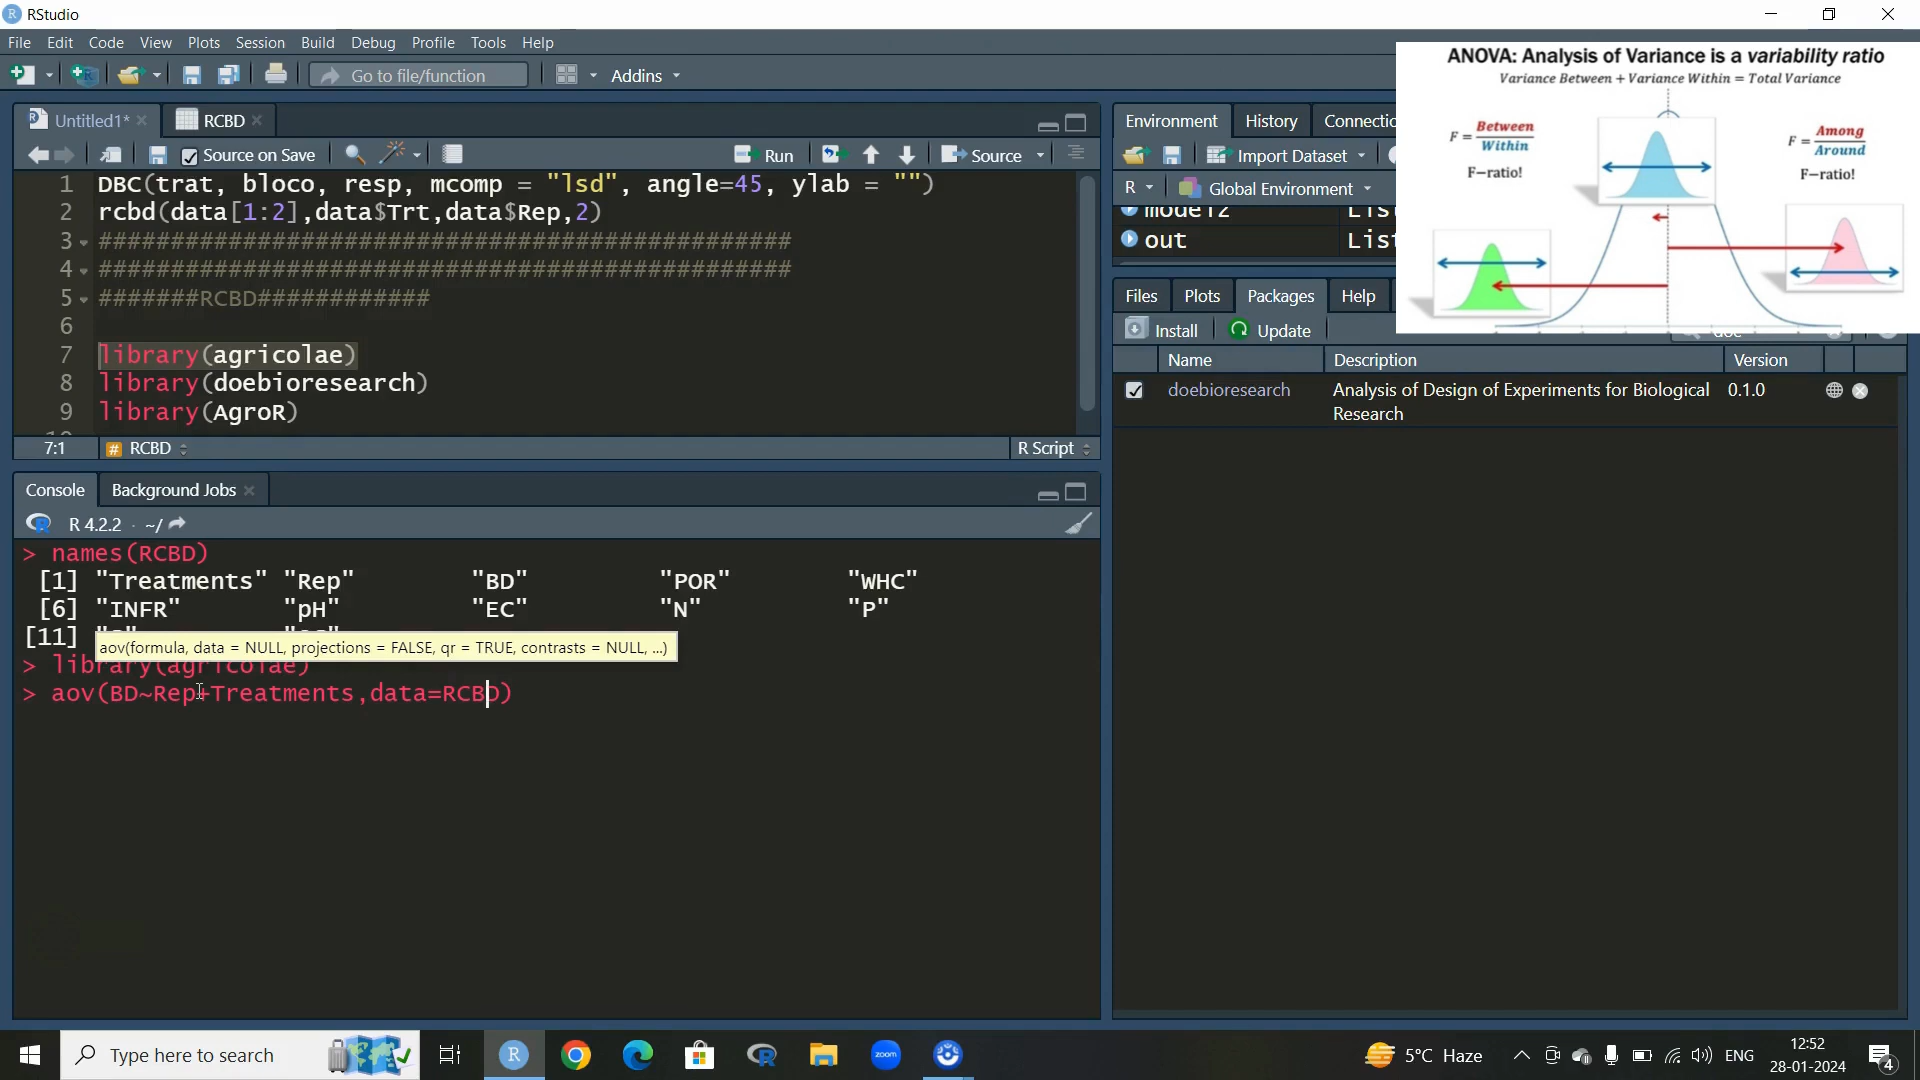 RStudio
File Edit Code View Plots Session Build Debug Profile Tools Help
Go to file/function
Addins
Untitled1*
RCBD
Source on Save
Run
Source
1 DBC(trat, bloco, resp, mcomp = "lsd", angle=45, ylab = "")
2 rcbd(data[1:2],data$Trt,data$Rep,2)
3 ################################################
4 ################################################
5 #######RCBD############
6
7 library(agricolae)
8 library(doebioresearch)
9 library(AgroR)
7:1
# RCBD
R Script
Console
Background Jobs
R 4.2.2 · ~/
> names(RCBD)
[1] "Treatments" "Rep" "BD" "POR" "WHC"
[6] "INFR" "pH" "EC" "N" "P"
[11]
aov(formula, data = NULL, projections = FALSE, qr = TRUE, contrasts = NULL, ...)
> library(agricolae)
> aov(BD~Rep+Treatments,data=RCBD)
Environment
History
Connectio
Import Dataset
R
Global Environment
model2 List
out List
Files
Plots
Packages
Help
Install
Update
Name
Description
Version
doebioresearch
Analysis of Design of Experiments for Biological
Research
0.1.0
ANOVA: Analysis of Variance is a variability ratio
Variance Between + Variance Within = Total Variance
F = Between / Within
F−ratio!
F = Among / Around
F−ratio!
Type here to search
zoom
5°C Haze
ENG
12:52
28-01-2024
4